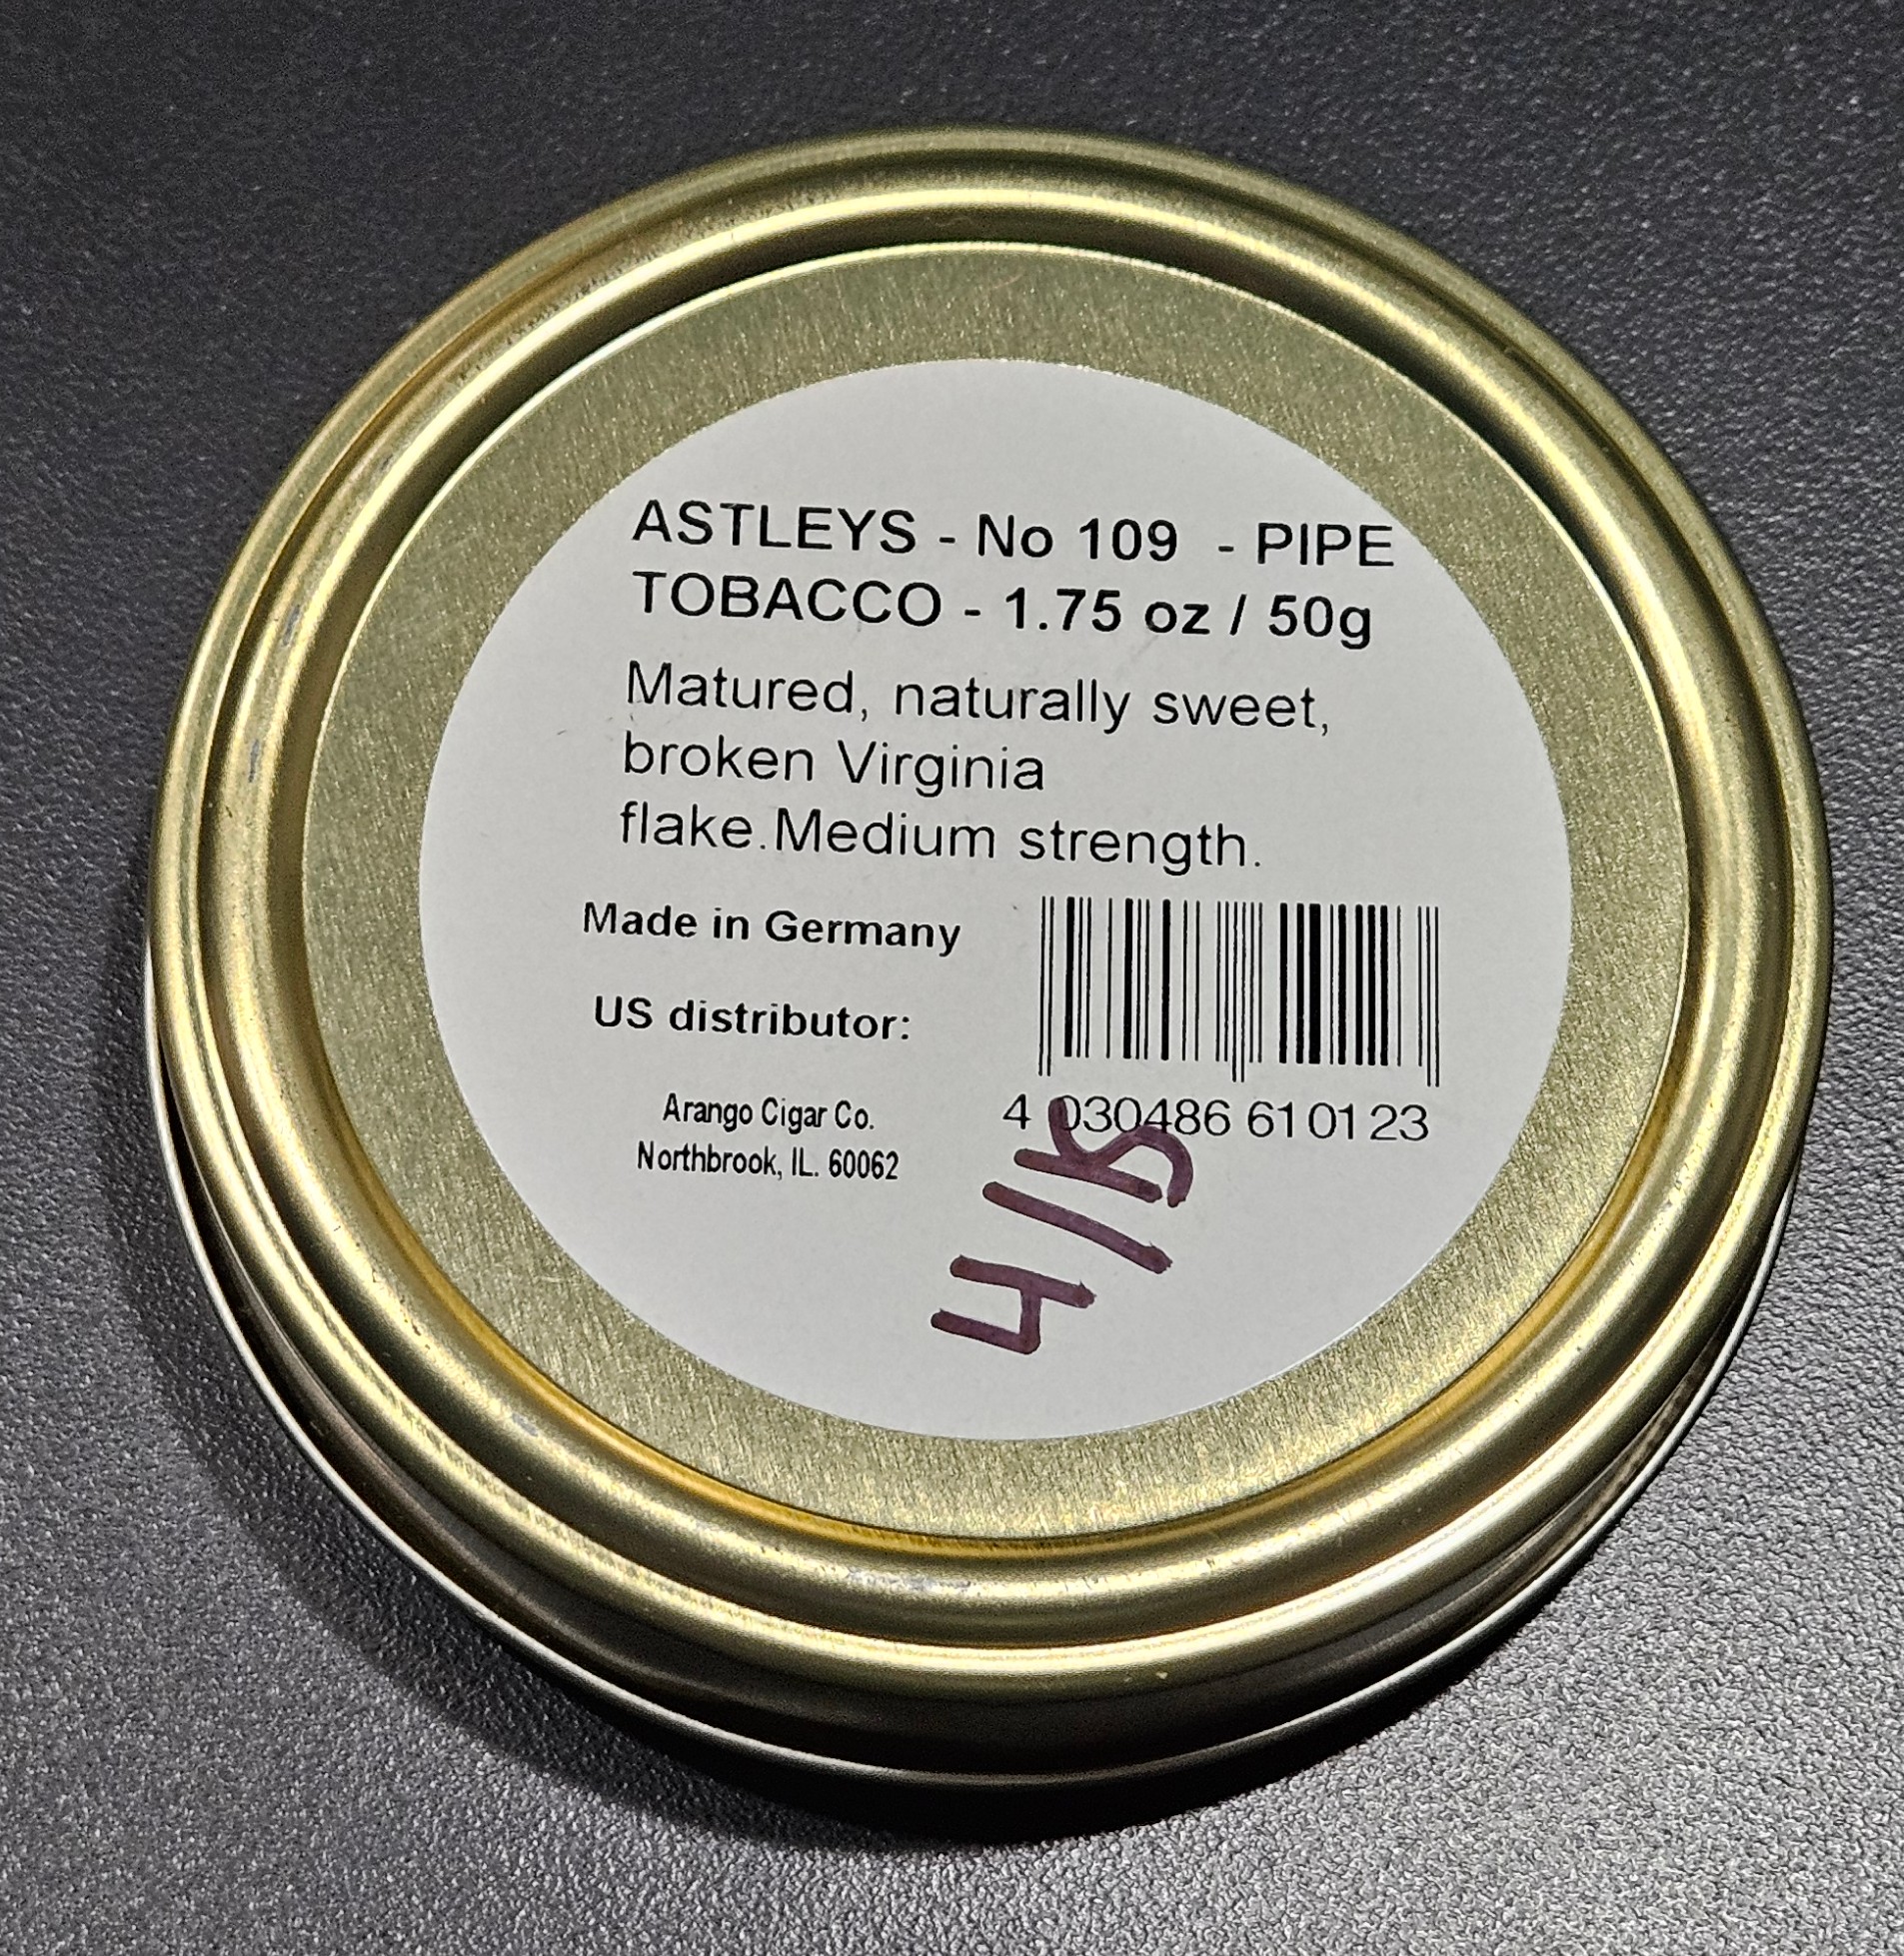 ASTLEYS - No 109 - PIPE
TOBACCO - 1.75 oz / 50g
Matured, naturally sweet,
broken Virginia
flake.Medium strength.
Made in Germany
US distributor:
Arango Cigar Co.
Northbrook, IL. 60062
4 030486 610123
4/15